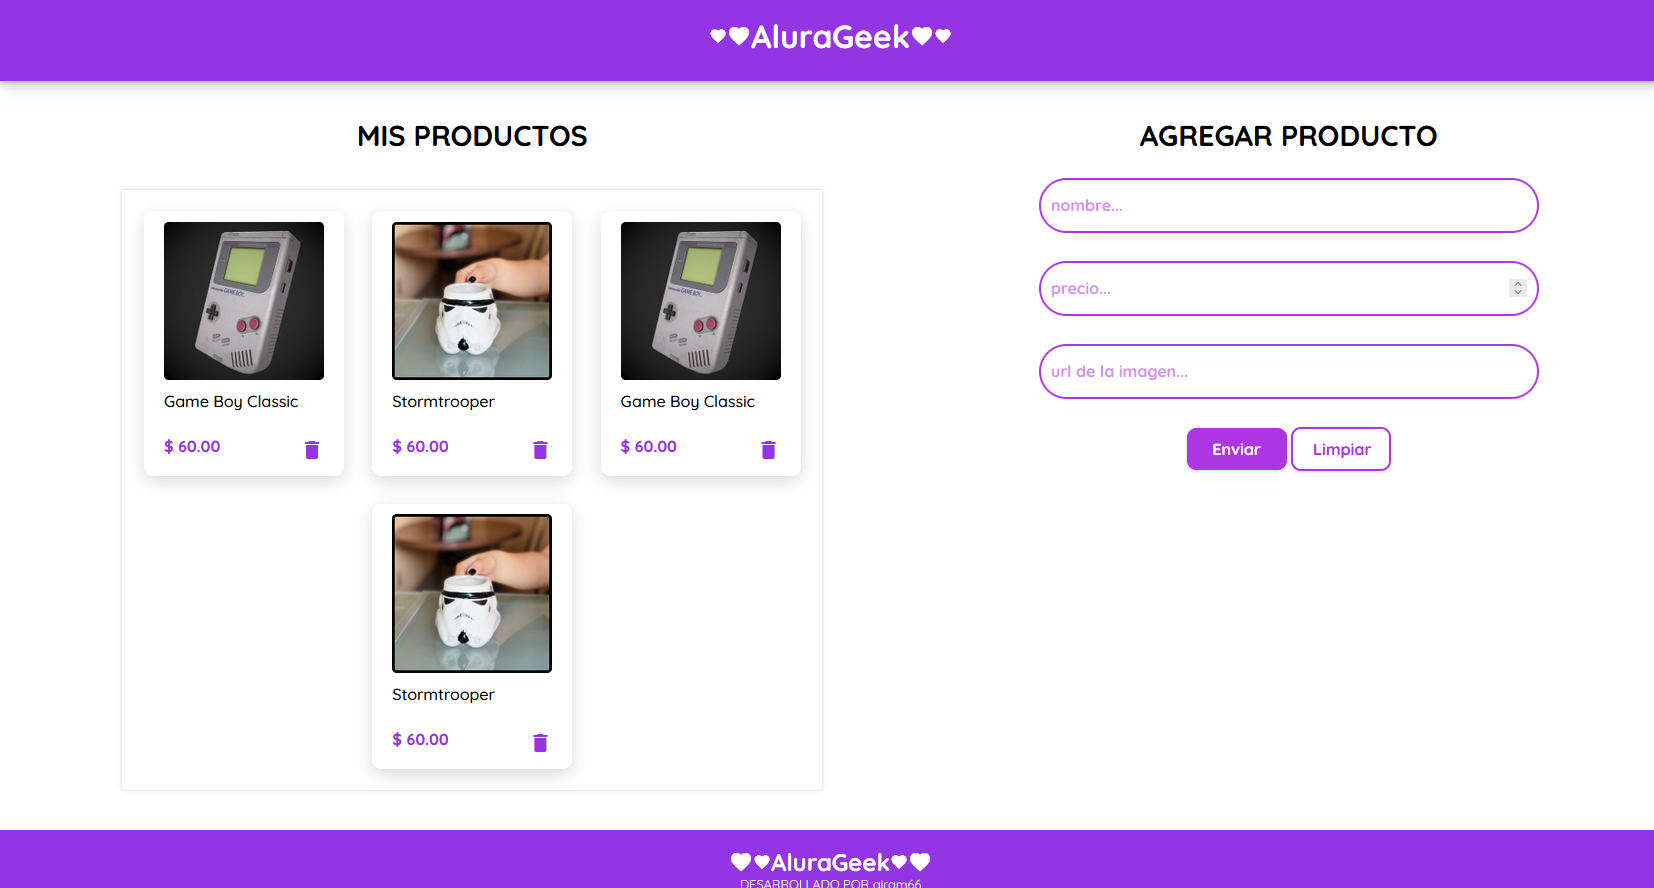 AluraGeek
MIS PRODUCTOS
Game Boy Classic
$ 60.00
Stormtrooper
$ 60.00
Game Boy Classic
$ 60.00
Stormtrooper
$ 60.00
AGREGAR PRODUCTO
nombre...
precio...
url de la imagen...
Enviar Limpiar
AluraGeek
DESARROLLADO POR giram66